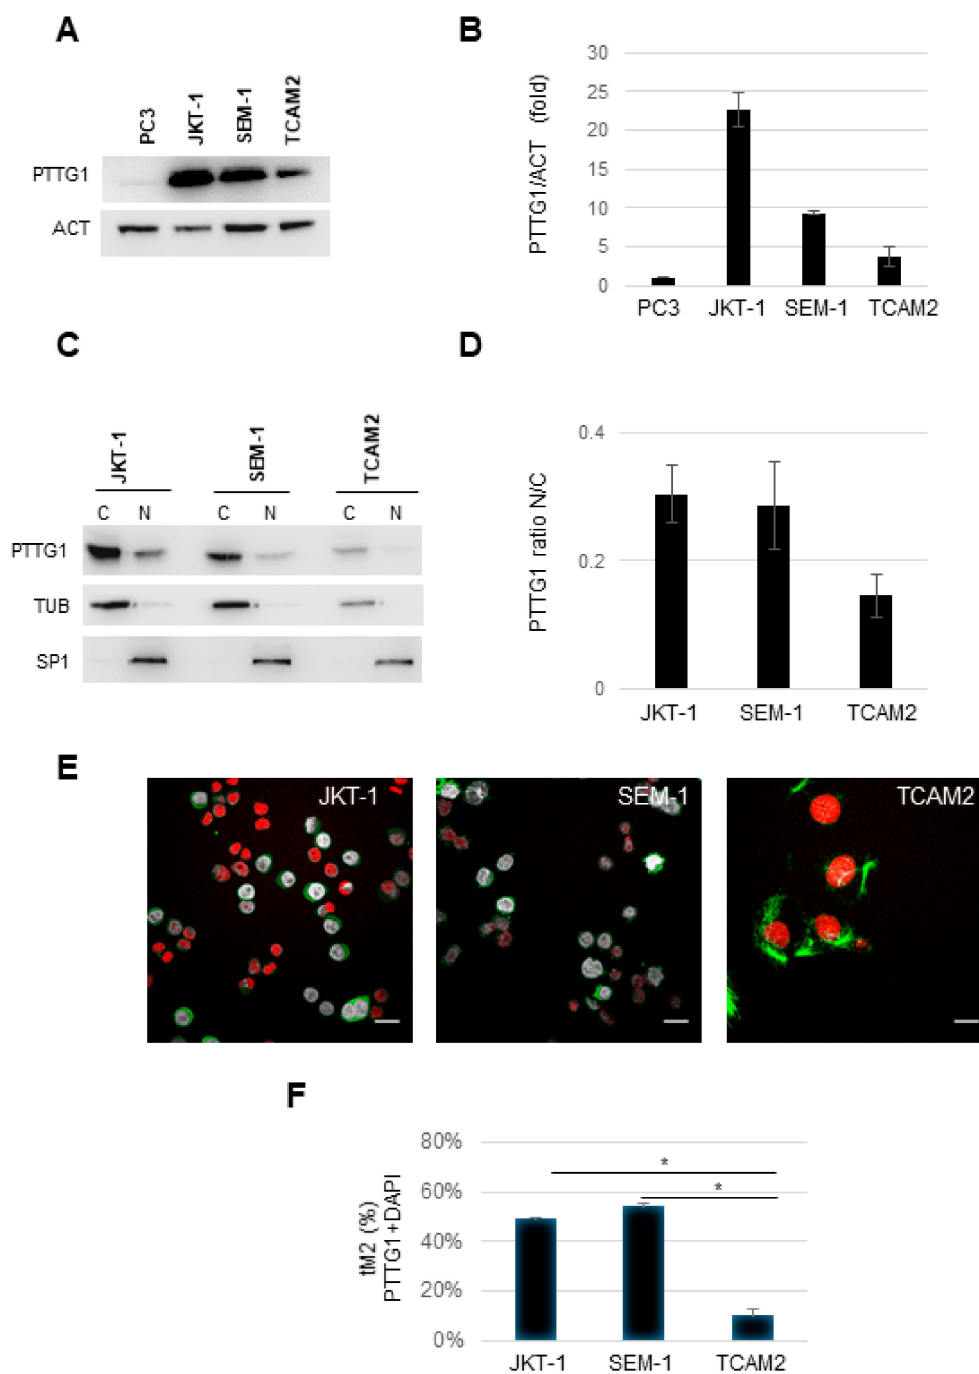 A
PC3
JKT-1
SEM-1
TCAM2
PTTG1
ACT
B
PTTG1/ACT (fold)
30
25
20
15
10
5
0
PC3
JKT-1
SEM-1
TCAM2
C
JKT-1
SEM-1
TCAM2
C N C N C N
PTTG1
TUB
SP1
D
PTTG1 ratio N/C
0.4
0.2
0
JKT-1
SEM-1
TCAM2
E
JKT-1
SEM-1
TCAM2
F
tM2 (%)
PTTG1+DAPI
80%
60%
40%
20%
0%
*
*
JKT-1
SEM-1
TCAM2